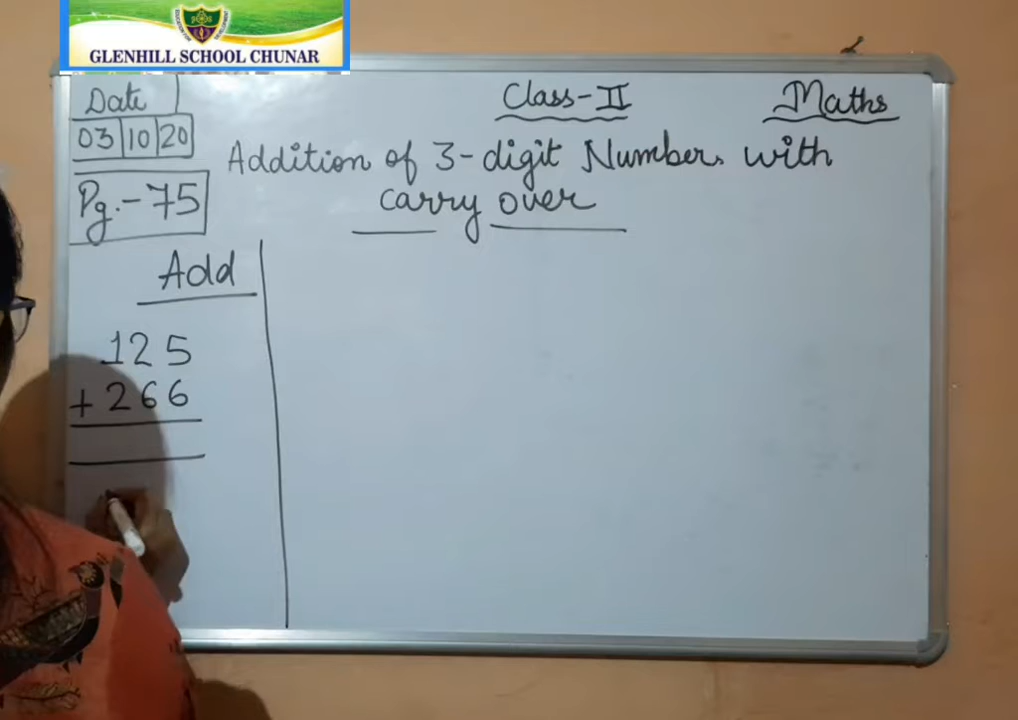 GLENHILL SCHOOL CHUNAR
Date
03|10|20
Pg.-75
Class-II
Maths
Addition of 3-digit Numbers with
carry over
Add
125
+ 266